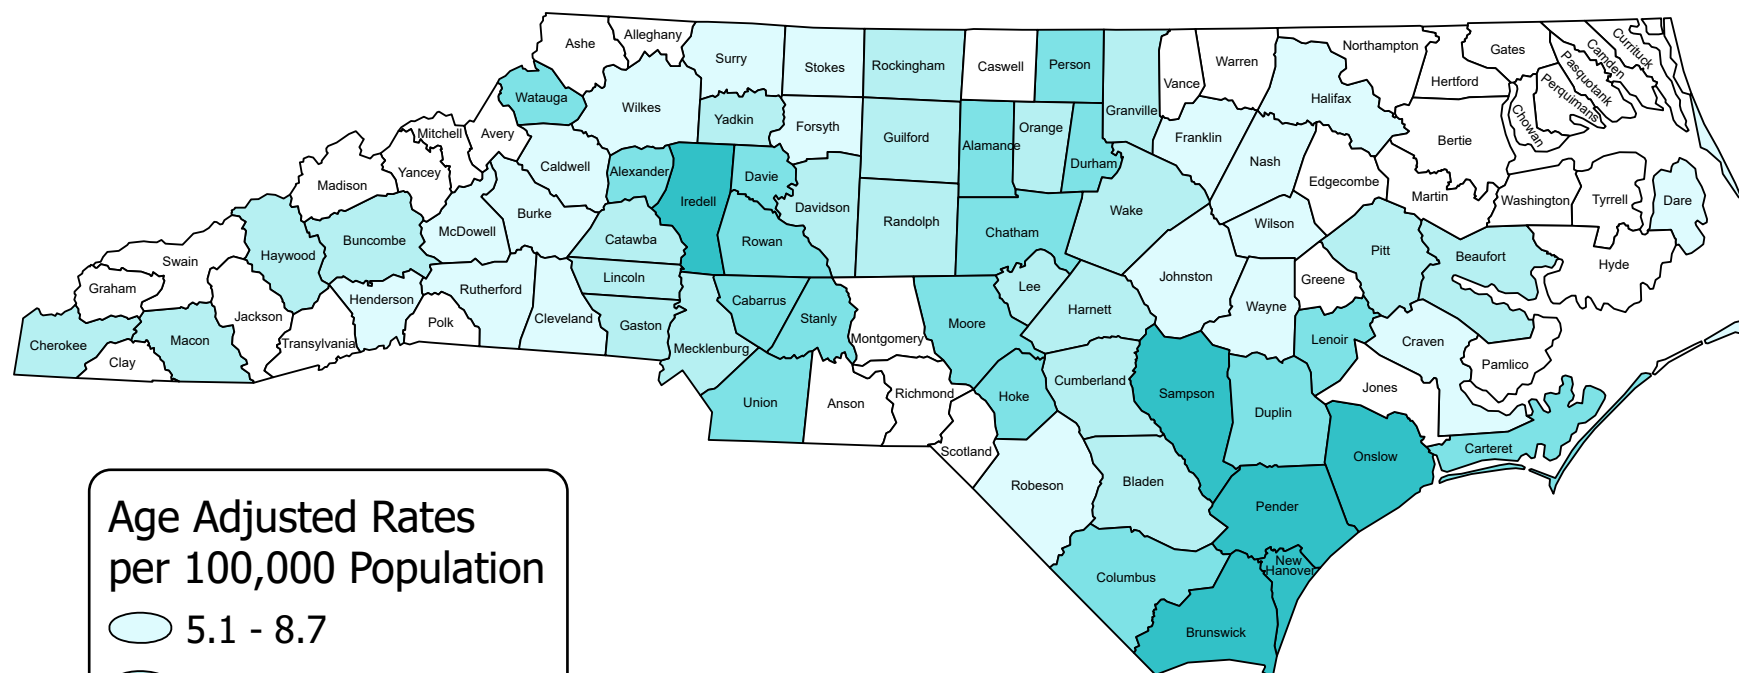 Ashe
Alleghany
Surry
Stokes
Rockingham
Caswell
Person
Granville
Vance
Warren
Northampton
Hertford
Gates
Currituck
Camden
Pasquotank
Perquimans
Chowan
Watauga
Wilkes
Yadkin
Forsyth
Guilford
Alamance
Orange
Durham
Franklin
Halifax
Bertie
Mitchell
Avery
Caldwell
Alexander
Iredell
Davie
Nash
Edgecombe
Martin
Washington
Tyrrell
Dare
Madison
Yancey
Burke
McDowell
Catawba
Rowan
Davidson
Randolph
Chatham
Wake
Wilson
Pitt
Beaufort
Hyde
Swain
Haywood
Buncombe
Graham
Jackson
Henderson
Rutherford
Cleveland
Lincoln
Gaston
Cabarrus
Stanly
Lee
Harnett
Johnston
Wayne
Greene
Cherokee
Clay
Macon
Transylvania
Polk
Mecklenburg
Montgomery
Moore
Lenoir
Craven
Pamlico
Union
Anson
Richmond
Hoke
Cumberland
Sampson
Duplin
Jones
Scotland
Robeson
Bladen
Onslow
Carteret
Pender
Columbus
New
Hanover
Brunswick
Age Adjusted Rates
per 100,000 Population
5.1 - 8.7